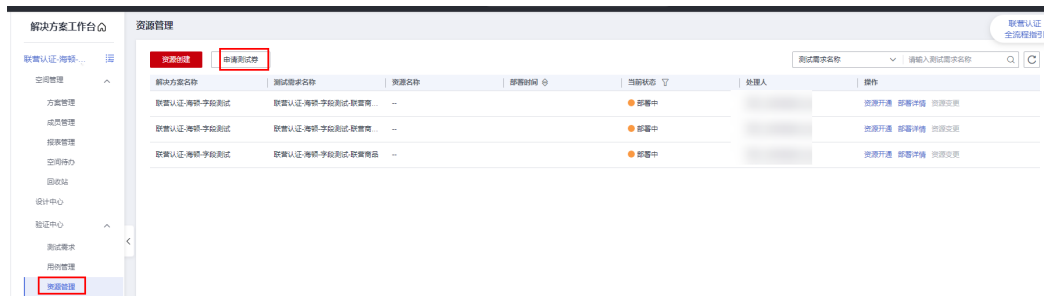 解决方案工作台
资源管理
联营认证
全流程指引
联营认证-海顿-...
空间管理
方案管理
成员管理
报表管理
空间待办
回收站
设计中心
验证中心
测试需求
用例管理
资源管理
资源创建 申请测试券
测试需求名称 请输入测试需求名称
解决方案名称 测试需求名称 资源名称 部署时间 当前状态 处理人 操作
联营认证-海顿-字段测试 联营认证-海顿-字段测试-联营商... -- 部署中 资源开通 部署详情 资源变更
联营认证-海顿-字段测试 联营认证-海顿-字段测试-联营商... -- 部署中 资源开通 部署详情 资源变更
联营认证-海顿-字段测试 联营认证-海顿-字段测试-联营商品 -- 部署中 资源开通 部署详情 资源变更